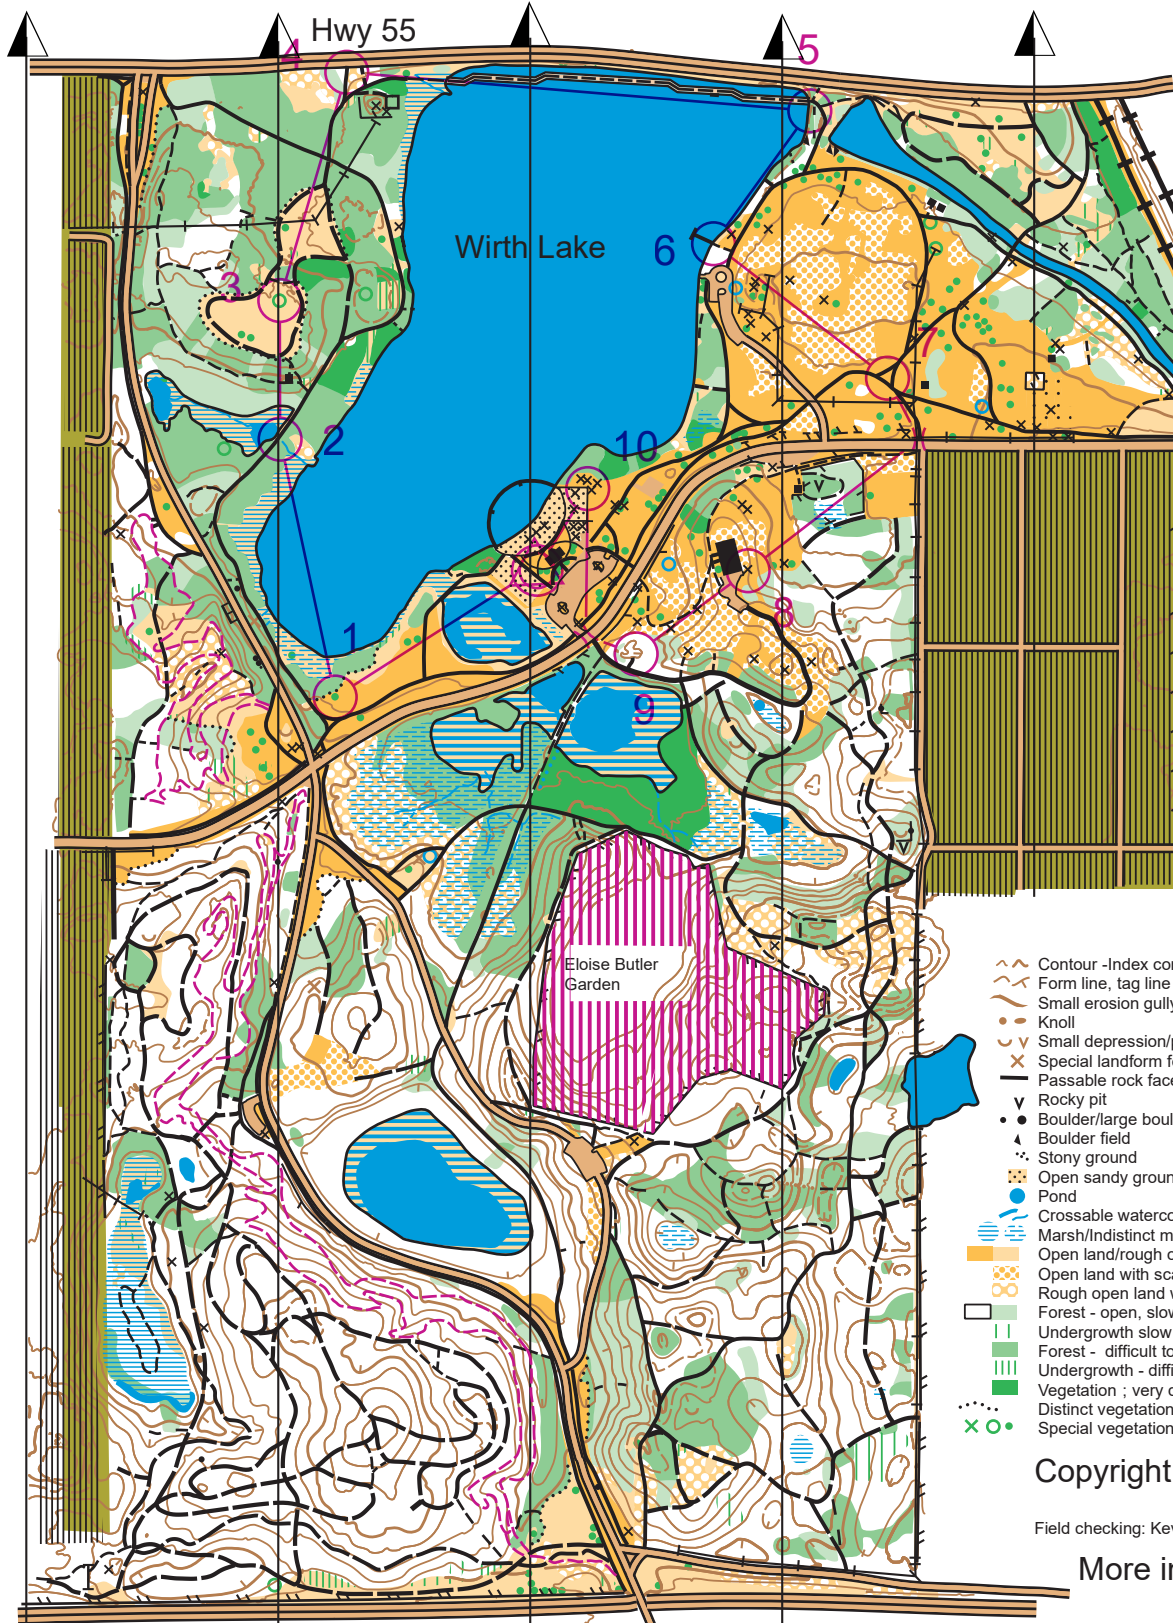 Hwy 55
4
5
Wirth Lake
6
3
7
2
10
1
8
9
Eloise Butler
Garden
Contour -Index co
Form line, tag line
Small erosion gully
Knoll
Small depression/
Special landform f
Passable rock face
Rocky pit
Boulder/large boul
Boulder field
Stony ground
Open sandy groun
Pond
Crossable waterco
Marsh/Indistinct m
Open land/rough o
Open land with sca
Rough open land w
Forest - open, slow
Undergrowth slow
Forest - difficult to
Undergrowth - diffi
Vegetation ; very d
Distinct vegetation
Special vegetation
Copyright
Field checking: Ke
More i